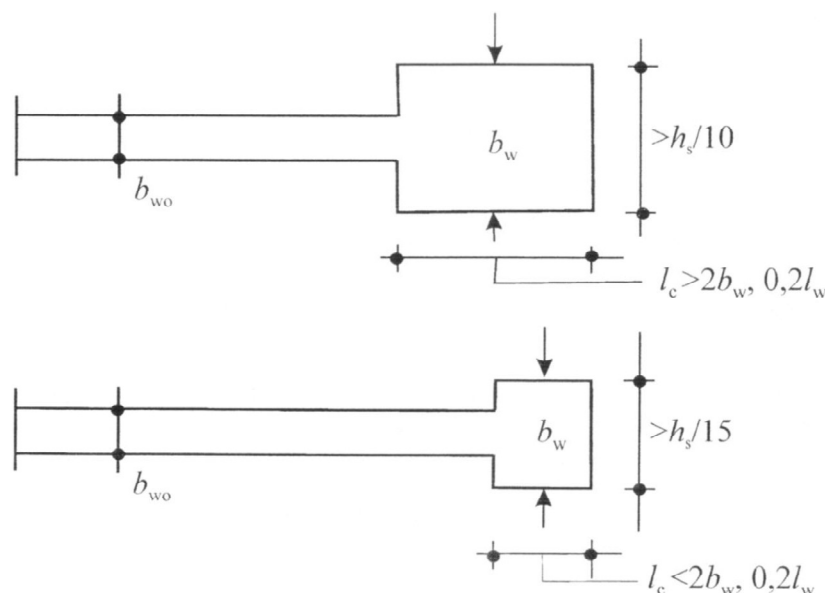 b_w
>h_s/10
b_wo
l_c>2b_w, 0,2l_w
b_w
>h_s/15
b_wo
l_c<2b_w, 0,2l_w